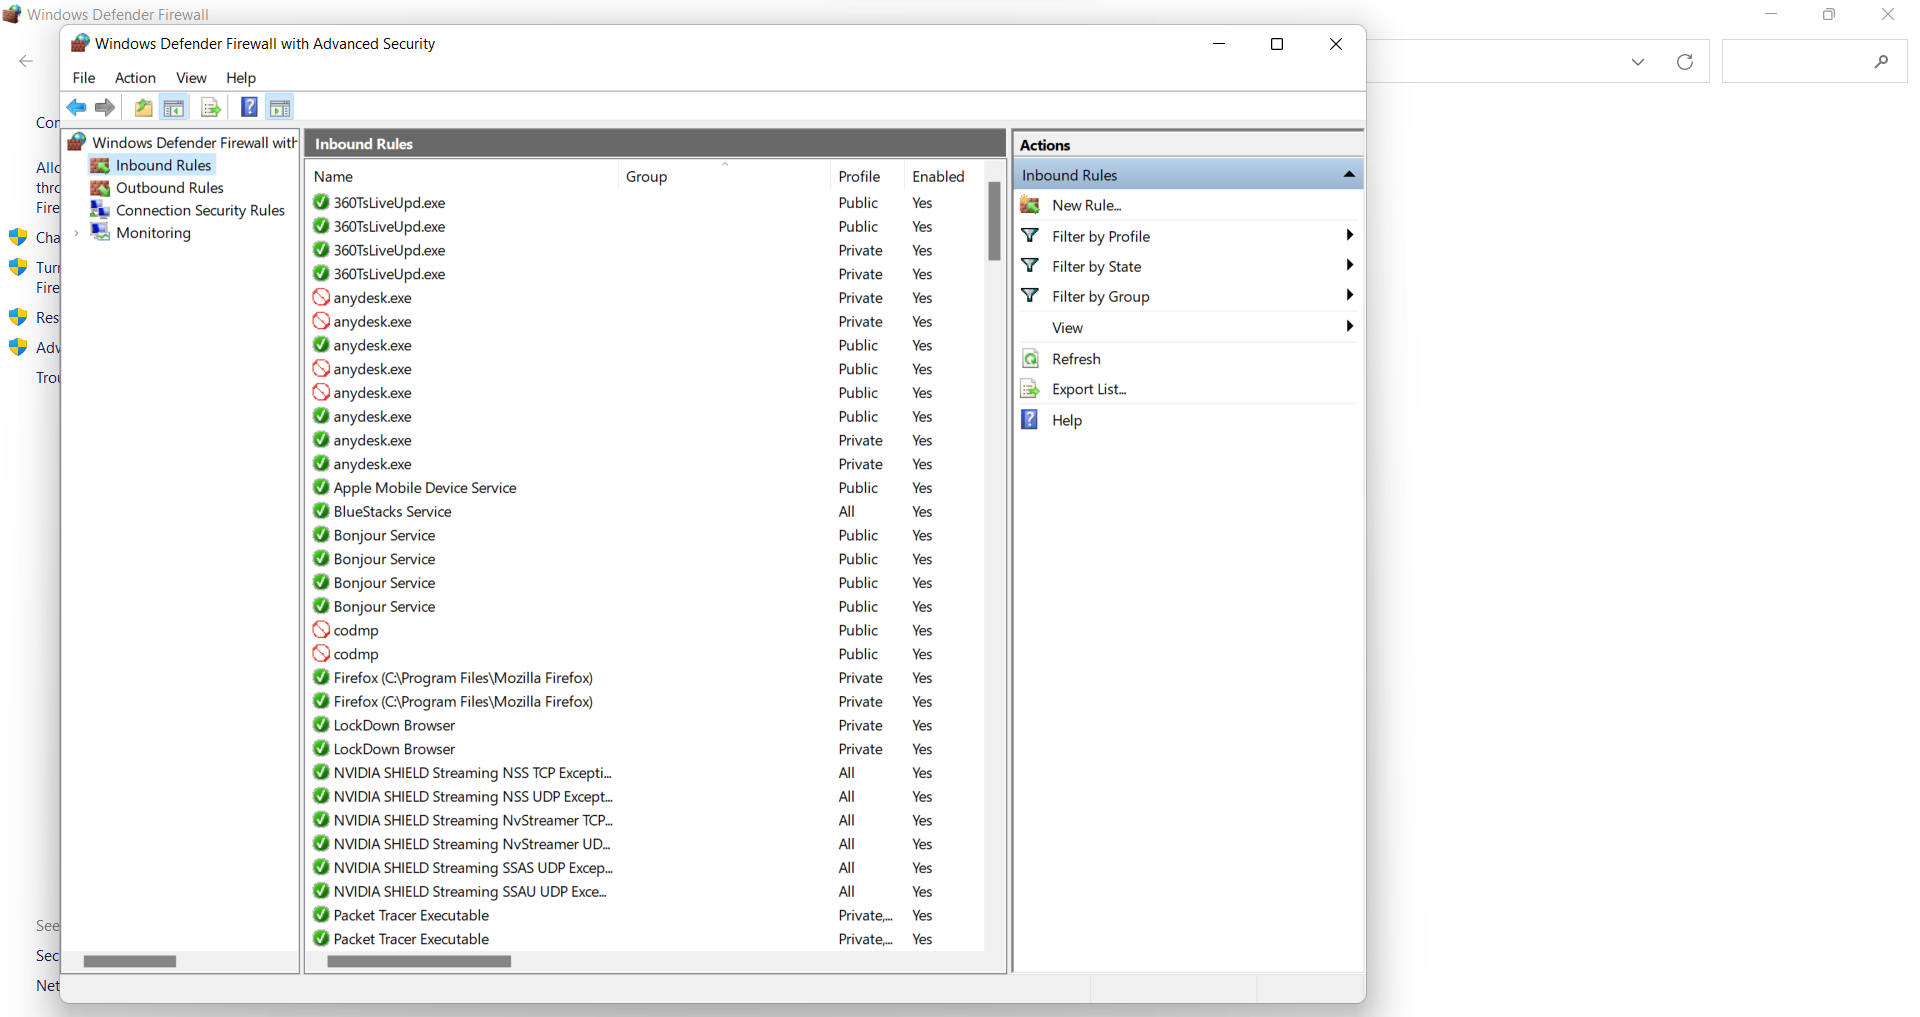 Windows Defender Firewall
Windows Defender Firewall with Advanced Security
File Action View Help
Windows Defender Firewall with
Inbound Rules
Outbound Rules
Connection Security Rules
Monitoring
Inbound Rules
Name Group Profile Enabled
360TsLiveUpd.exe Public Yes
360TsLiveUpd.exe Public Yes
360TsLiveUpd.exe Private Yes
360TsLiveUpd.exe Private Yes
anydesk.exe Private Yes
anydesk.exe Private Yes
anydesk.exe Public Yes
anydesk.exe Public Yes
anydesk.exe Public Yes
anydesk.exe Public Yes
anydesk.exe Private Yes
anydesk.exe Private Yes
Apple Mobile Device Service Public Yes
BlueStacks Service All Yes
Bonjour Service Public Yes
Bonjour Service Public Yes
Bonjour Service Public Yes
Bonjour Service Public Yes
codmp Public Yes
codmp Public Yes
Firefox (C:\Program Files\Mozilla Firefox) Private Yes
Firefox (C:\Program Files\Mozilla Firefox) Private Yes
LockDown Browser Private Yes
LockDown Browser Private Yes
NVIDIA SHIELD Streaming NSS TCP Excepti... All Yes
NVIDIA SHIELD Streaming NSS UDP Except... All Yes
NVIDIA SHIELD Streaming NvStreamer TCP... All Yes
NVIDIA SHIELD Streaming NvStreamer UD... All Yes
NVIDIA SHIELD Streaming SSAS UDP Excep... All Yes
NVIDIA SHIELD Streaming SSAU UDP Exce... All Yes
Packet Tracer Executable Private,... Yes
Packet Tracer Executable Private,... Yes
Actions
Inbound Rules
New Rule...
Filter by Profile
Filter by State
Filter by Group
View
Refresh
Export List...
Help
See
Sec
Net